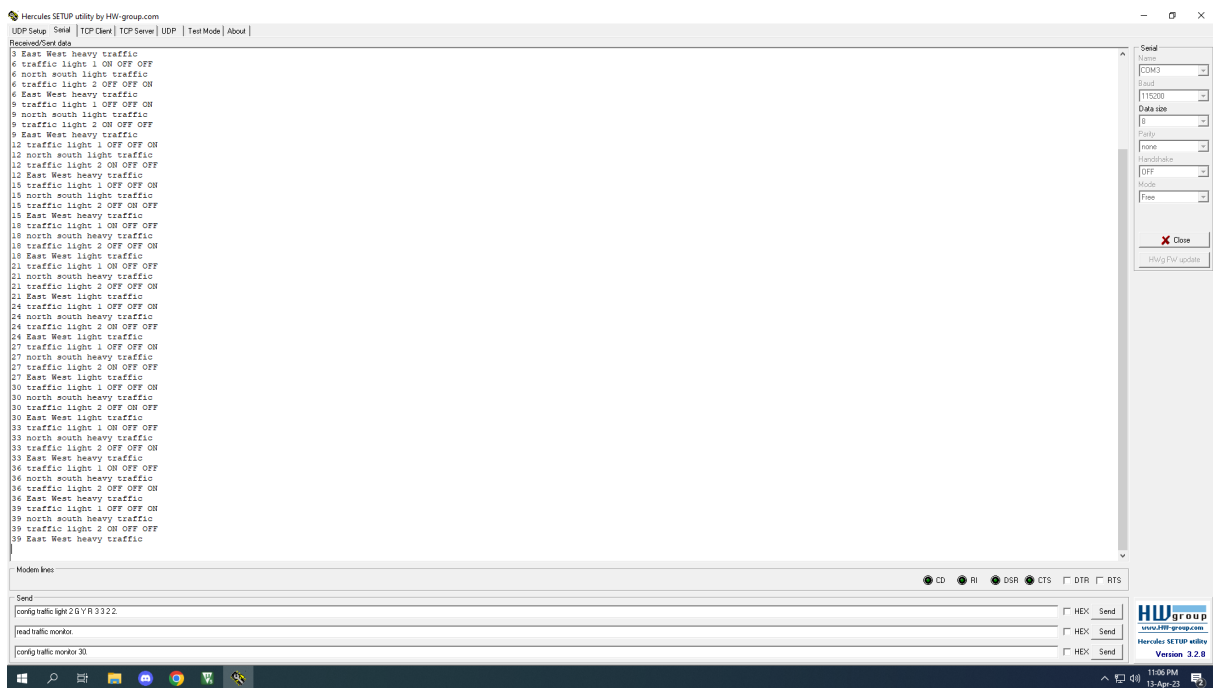 Hercules SETUP utility by HW-group.com
UDP Setup Serial TCP Client TCP Server UDP Test Mode About
Received/Sent data
3 East West heavy traffic
6 traffic light 1 ON OFF OFF
6 north south light traffic
6 traffic light 2 OFF OFF ON
6 East West heavy traffic
9 traffic light 1 OFF OFF ON
9 north south light traffic
9 traffic light 2 ON OFF OFF
9 East West heavy traffic
12 traffic light 1 OFF OFF ON
12 north south light traffic
12 traffic light 2 ON OFF OFF
12 East West heavy traffic
15 traffic light 1 OFF OFF ON
15 north south light traffic
15 traffic light 2 OFF ON OFF
15 East West heavy traffic
18 traffic light 1 ON OFF OFF
18 north south heavy traffic
18 traffic light 2 OFF OFF ON
18 East West light traffic
21 traffic light 1 ON OFF OFF
21 north south heavy traffic
21 traffic light 2 OFF OFF ON
21 East West light traffic
24 traffic light 1 OFF OFF ON
24 north south heavy traffic
24 traffic light 2 ON OFF OFF
24 East West light traffic
27 traffic light 1 OFF OFF ON
27 north south heavy traffic
27 traffic light 2 ON OFF OFF
27 East West light traffic
30 traffic light 1 OFF OFF ON
30 north south heavy traffic
30 traffic light 2 OFF ON OFF
30 East West light traffic
33 traffic light 1 ON OFF OFF
33 north south heavy traffic
33 traffic light 2 OFF OFF ON
33 East West heavy traffic
36 traffic light 1 ON OFF OFF
36 north south heavy traffic
36 traffic light 2 OFF OFF ON
36 East West heavy traffic
39 traffic light 1 OFF OFF ON
39 north south heavy traffic
39 traffic light 2 ON OFF OFF
39 East West heavy traffic
Serial
Name
COM3
Baud
115200
Data size
8
Parity
none
Handshake
OFF
Mode
Free
Close
HWg FW update
Modem lines
CD RI DSR CTS DTR RTS
Send
config traffic light 2 G Y R 3 3 2 2. HEX Send
read traffic monitor. HEX Send
config traffic monitor 30. HEX Send
HWgroup
www.HW-group.com
Hercules SETUP utility
Version 3.2.8
11:06 PM
13-Apr-23
2